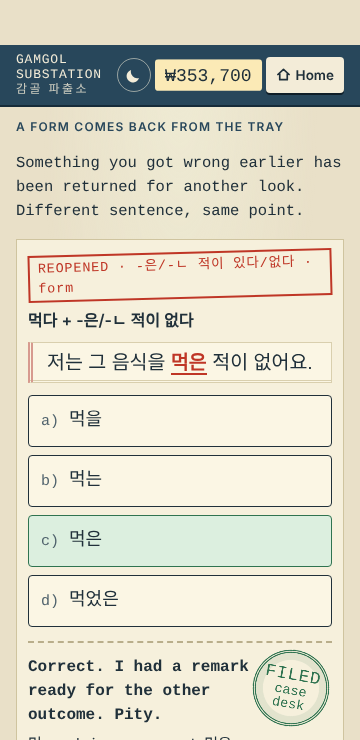 GAMGOL
SUBSTATION
감골 파출소
₩353,700
Home
A FORM COMES BACK FROM THE TRAY
Something you got wrong earlier has
been returned for another look.
Different sentence, same point.
REOPENED · -은/-ㄴ 적이 있다/없다 ·
form
먹다 + -은/-ㄴ 적이 없다
저는 그 음식을 먹은 적이 없어요.
a) 먹을
b) 먹는
c) 먹은
d) 먹었은
Correct. I had a remark
ready for the other
outcome. Pity.
FILED
case
desk